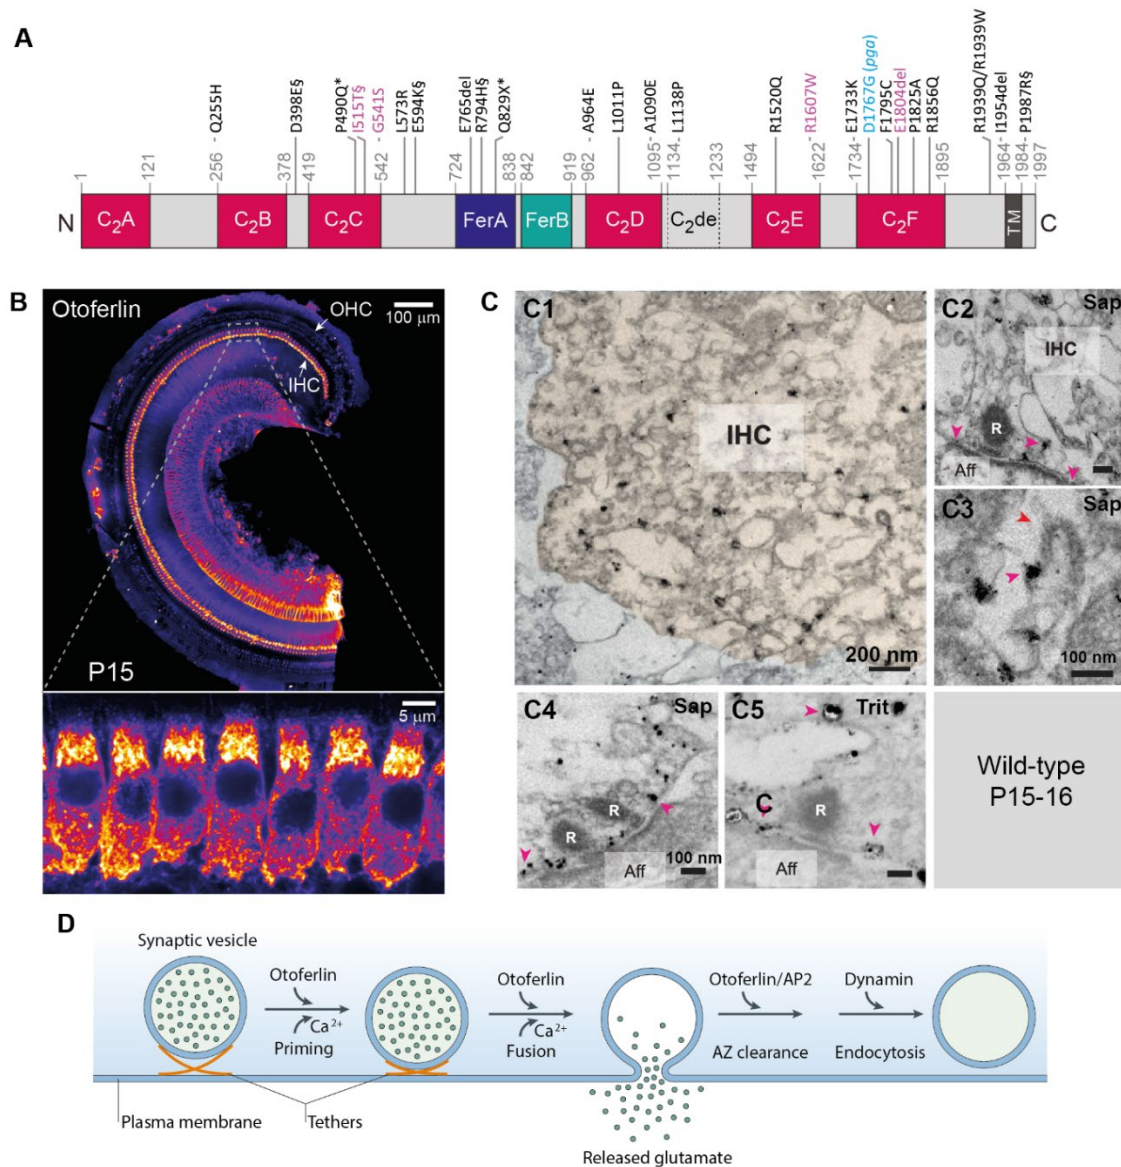 A
Q255H
D398E§
P490Q*
I515T§
G541S
L573R
E594K§
E765del
R794H§
Q829X*
A964E
L1011P
A1090E
L1138P
R1520Q
R1607W
E1733K
D1767G (pga)
F1795C
E1804del
P1825A
R1856Q
R1939Q/R1939W
I1954del
P1987R§
1
121
256
378
419
542
724
838
842
919
962
1095
1134
1233
1494
1622
1734
1895
1964
1984
1997
N
C2A
C2B
C2C
FerA
FerB
C2D
C2de
C2E
C2F
TM
C
B
Otoferlin
OHC
100 µm
IHC
P15
5 µm
C
C1
IHC
200 nm
C2
Sap
IHC
R
Aff
C3
Sap
100 nm
C4
Sap
R
R
Aff
100 nm
C5
Trit
C
R
Aff
Wild-type
P15-16
D
Synaptic vesicle
Otoferlin
Ca2+
Priming
Otoferlin
Ca2+
Fusion
Otoferlin/AP2
AZ clearance
Dynamin
Endocytosis
Plasma membrane
Tethers
Released glutamate